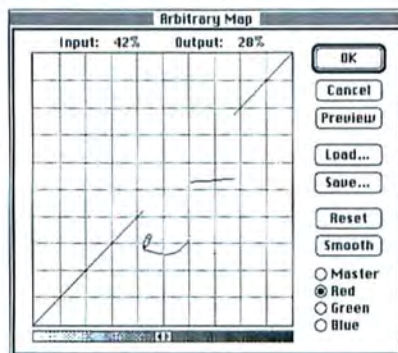 Arbitrary Map
Input: 42% Output: 28%
OK
Cancel
Preview
Load...
Save...
Reset
Smooth
Master
Red
Green
Blue